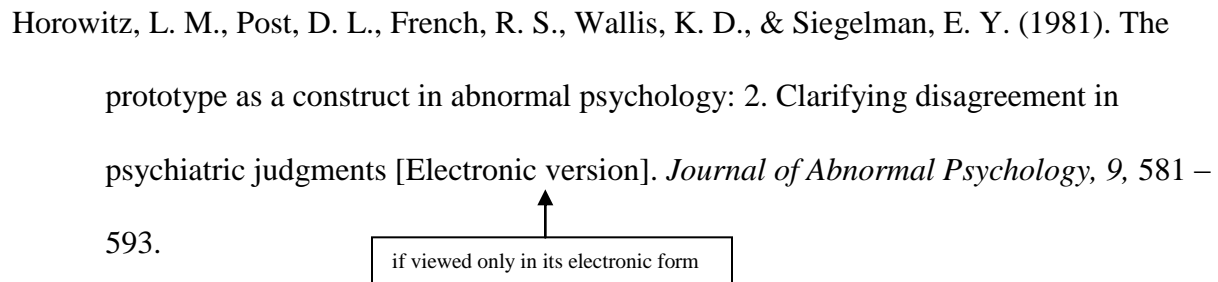 Horowitz, L. M., Post, D. L., French, R. S., Wallis, K. D., & Siegelman, E. Y. (1981). The
prototype as a construct in abnormal psychology: 2. Clarifying disagreement in
psychiatric judgments [Electronic version]. Journal of Abnormal Psychology, 9, 581 –
593.
if viewed only in its electronic form